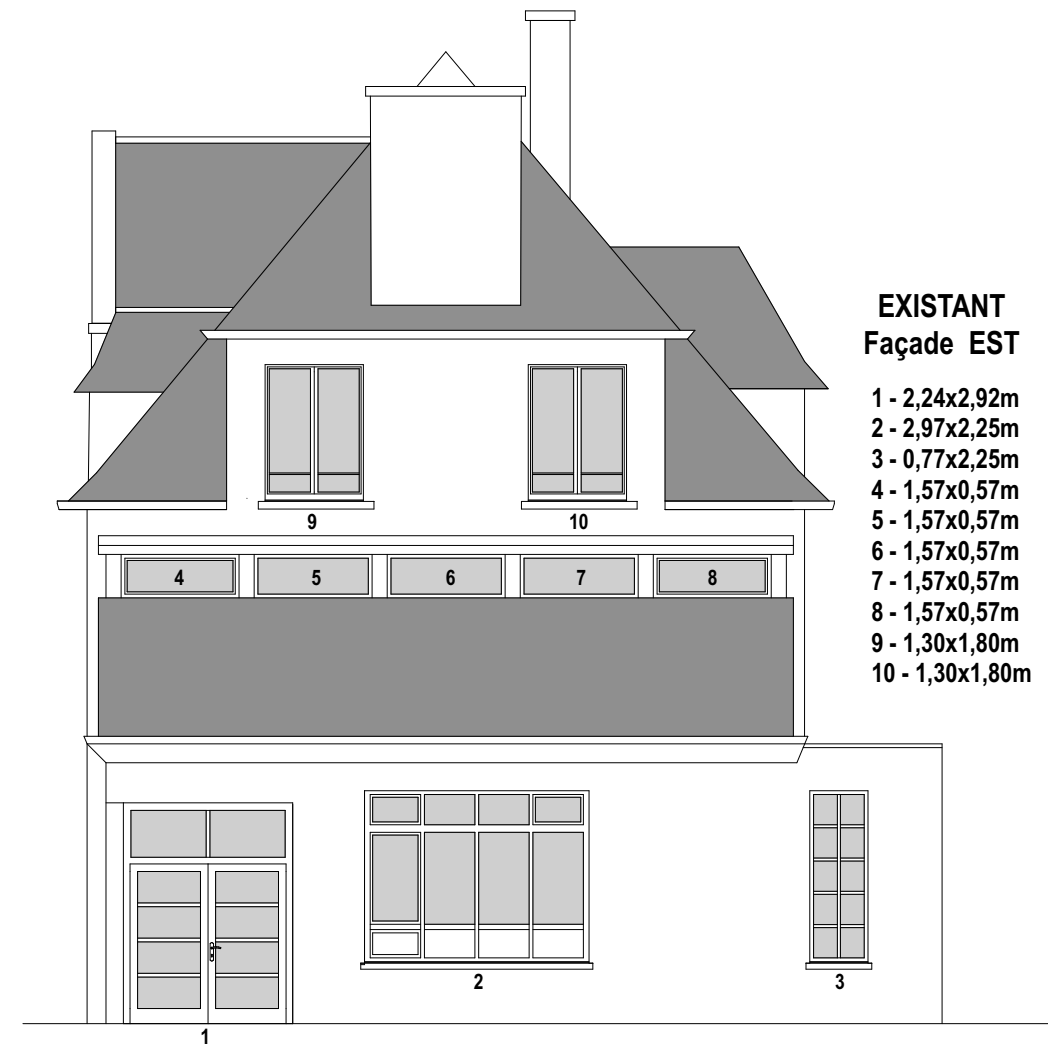 EXISTANT
Façade EST
1 - 2,24x2,92m
2 - 2,97x2,25m
3 - 0,77x2,25m
4 - 1,57x0,57m
5 - 1,57x0,57m
6 - 1,57x0,57m
7 - 1,57x0,57m
8 - 1,57x0,57m
9 - 1,30x1,80m
10 - 1,30x1,80m
9 10
4 5 6 7 8
2 3
1